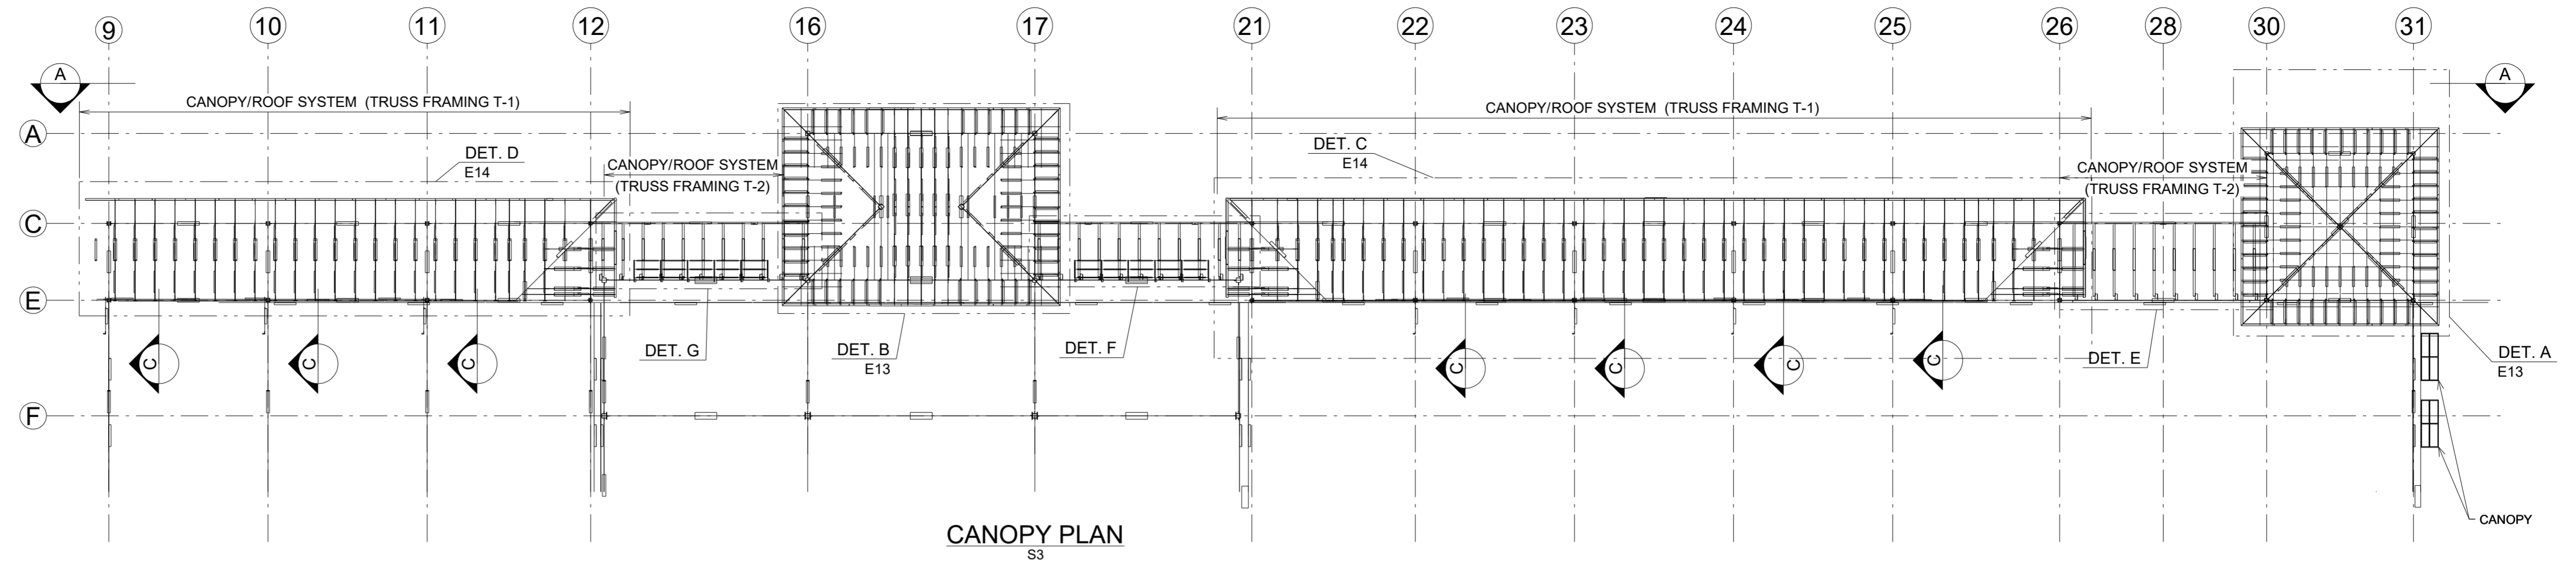 9 10 11 12 16 17 21 22 23 24 25 26 28 30 31
A
A
CANOPY/ROOF SYSTEM (TRUSS FRAMING T-1)
CANOPY/ROOF SYSTEM (TRUSS FRAMING T-1)
A
DET. D
E14
CANOPY/ROOF SYSTEM
(TRUSS FRAMING T-2)
DET. C
E14
CANOPY/ROOF SYSTEM
(TRUSS FRAMING T-2)
C
E
DET. G
DET. B
E13
DET. F
DET. E
DET. A
E13
C
C
C
C
C
C
C
F
CANOPY
CANOPY PLAN
S3